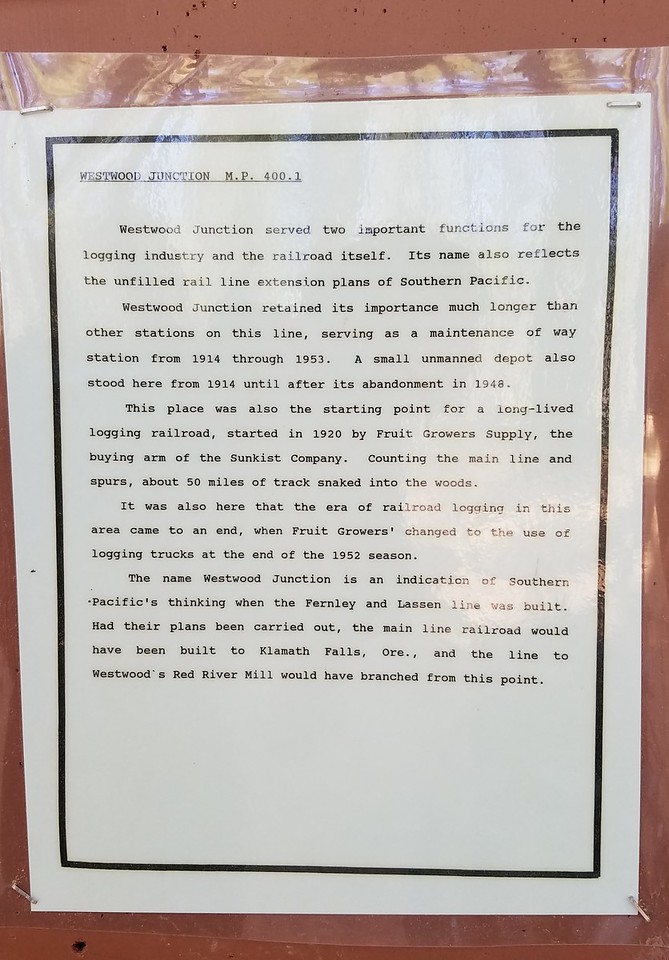 WESTWOOD JUNCTION M.P. 400.1
Westwood Junction served two important functions for the
logging industry and the railroad itself. Its name also reflects
the unfilled rail line extension plans of Southern Pacific.
Westwood Junction retained its importance much longer than
other stations on this line, serving as a maintenance of way
station from 1914 through 1953. A small unmanned depot also
stood here from 1914 until after its abandonment in 1948.
This place was also the starting point for a long-lived
logging railroad, started in 1920 by Fruit Growers Supply, the
buying arm of the Sunkist Company. Counting the main line and
spurs, about 50 miles of track snaked into the woods.
It was also here that the era of railroad logging in this
area came to an end, when Fruit Growers' changed to the use of
logging trucks at the end of the 1952 season.
The name Westwood Junction is an indication of Southern
Pacific's thinking when the Fernley and Lassen line was built.
Had their plans been carried out, the main line railroad would
have been built to Klamath Falls, Ore., and the line to
Westwood's Red River Mill would have branched from this point.